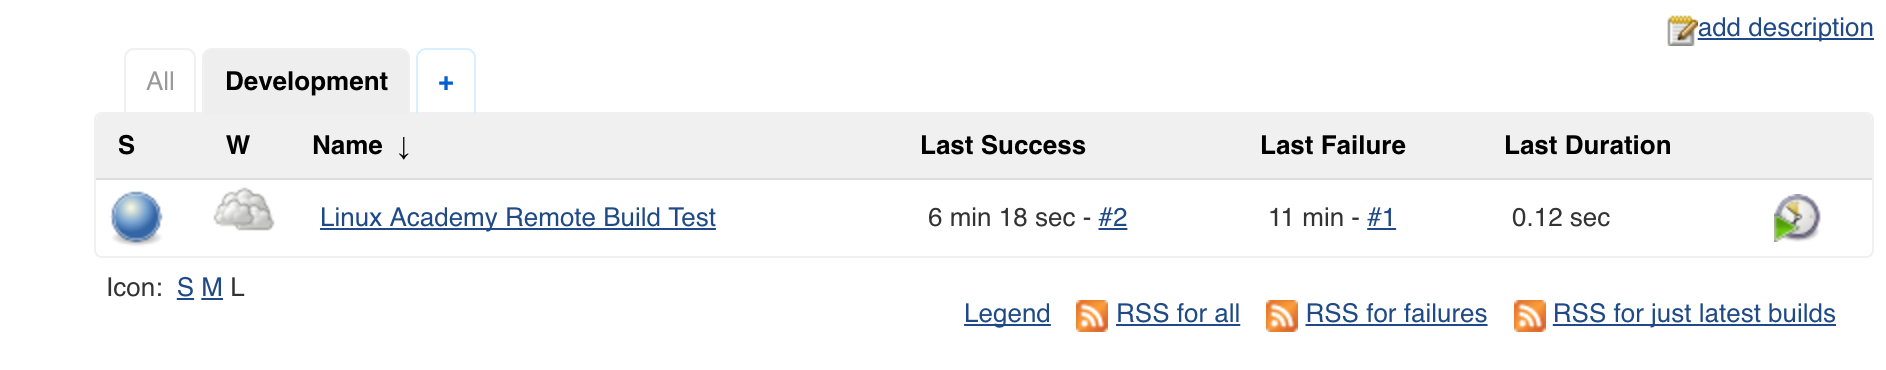 add description
All Development +
S W Name ↓ Last Success Last Failure Last Duration
Linux Academy Remote Build Test 6 min 18 sec - #2 11 min - #1 0.12 sec
Icon: S M L
Legend RSS for all RSS for failures RSS for just latest builds